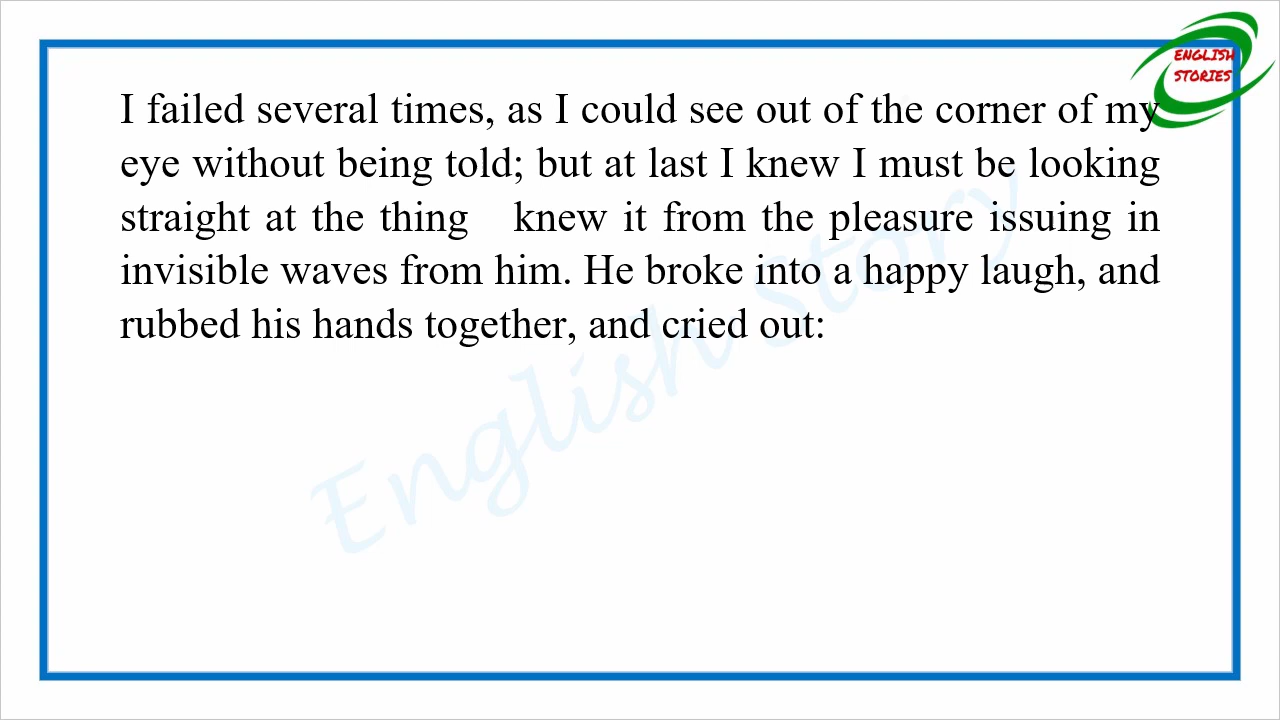 ENGLISH
STORIES
I failed several times, as I could see out of the corner of my
eye without being told; but at last I knew I must be looking
straight at the thing knew it from the pleasure issuing in
invisible waves from him. He broke into a happy laugh, and
rubbed his hands together, and cried out:
English Story